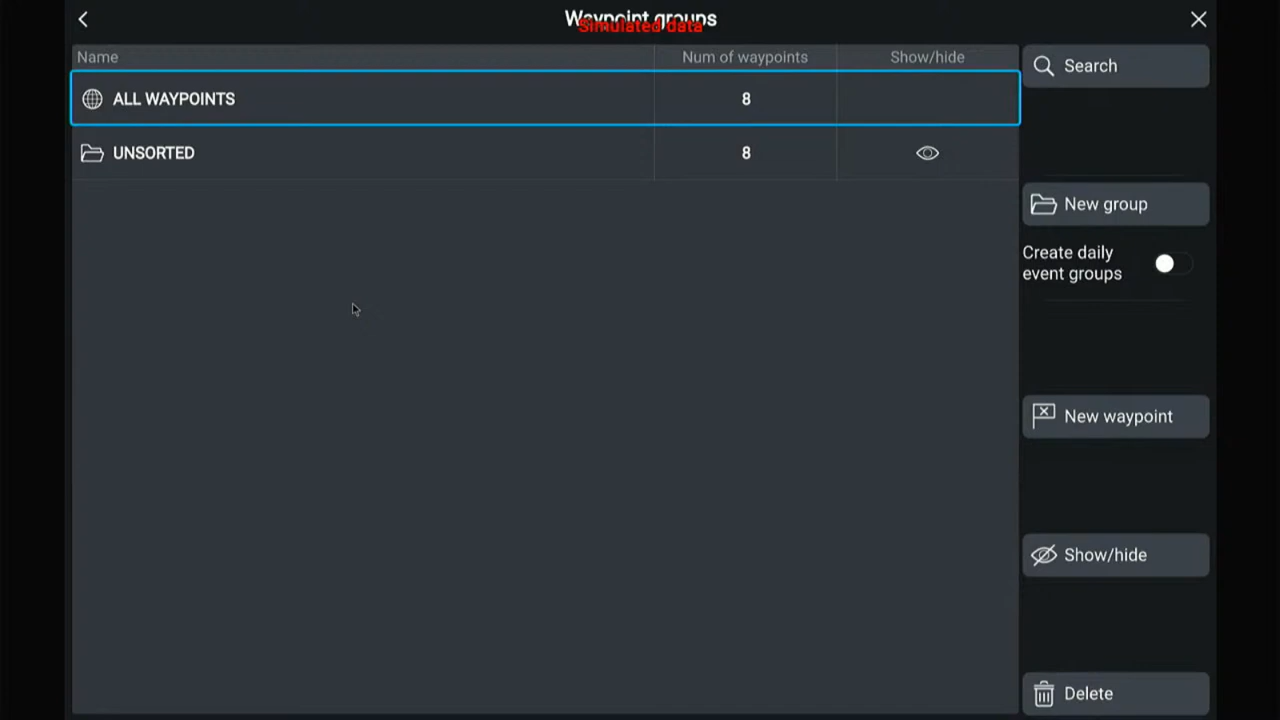 Waypoint groups
Simulated data
Name Num of waypoints Show/hide
ALL WAYPOINTS 8
UNSORTED 8
Search
New group
Create daily
event groups
New waypoint
Show/hide
Delete